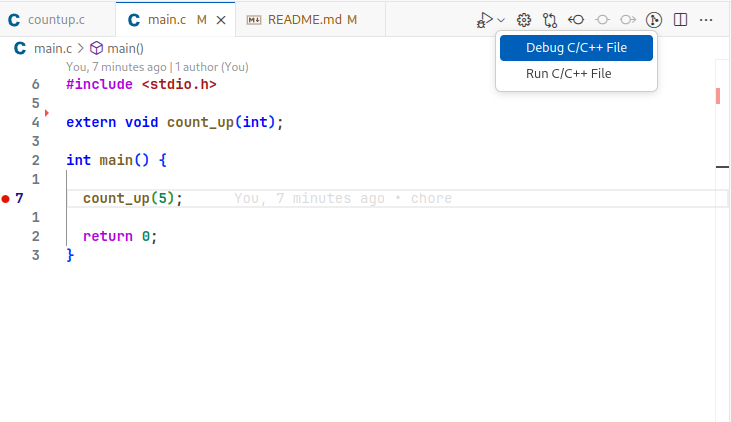 C countup.c
C main.c M
README.md M
C main.c > main()
Debug C/C++ File
Run C/C++ File
You, 7 minutes ago | 1 author (You)
6 #include <stdio.h>
5
4 extern void count_up(int);
3
2 int main() {
1
7 count_up(5); You, 7 minutes ago • chore
1
2 return 0;
3 }